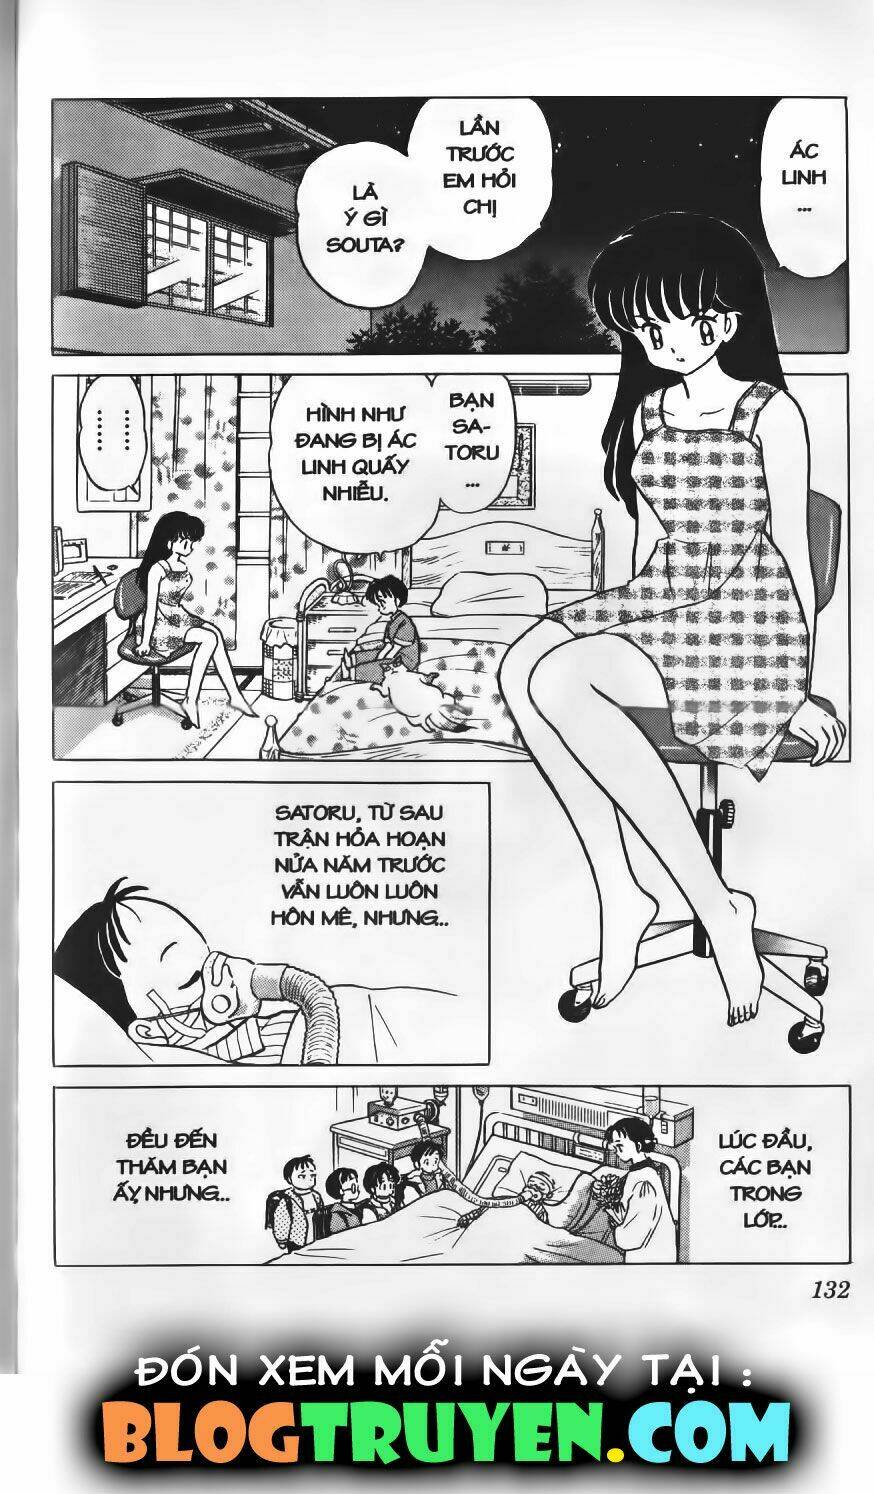 ÁC
LINH
...
LẦN
TRƯỚC
EM HỎI
CHỊ
LÀ
Ý GÌ
SOUTA?
BẠN
SA-
TORU
...
HÌNH NHƯ
ĐANG BỊ ÁC
LINH QUẤY
NHIỄU.
......
......
SATORU, TỪ SAU
TRẬN HỎA HOẠN
NỬA NĂM TRƯỚC
VẪN LUÔN LUÔN
HÔN MÊ, NHƯNG...
LÚC ĐẦU,
CÁC BẠN
TRONG
LỚP...
ĐỀU ĐẾN
THĂM BẠN
ẤY, NHƯNG...
132
ĐÓN XEM MỖI NGÀY TẠI :
BLOGTRUYEN.COM